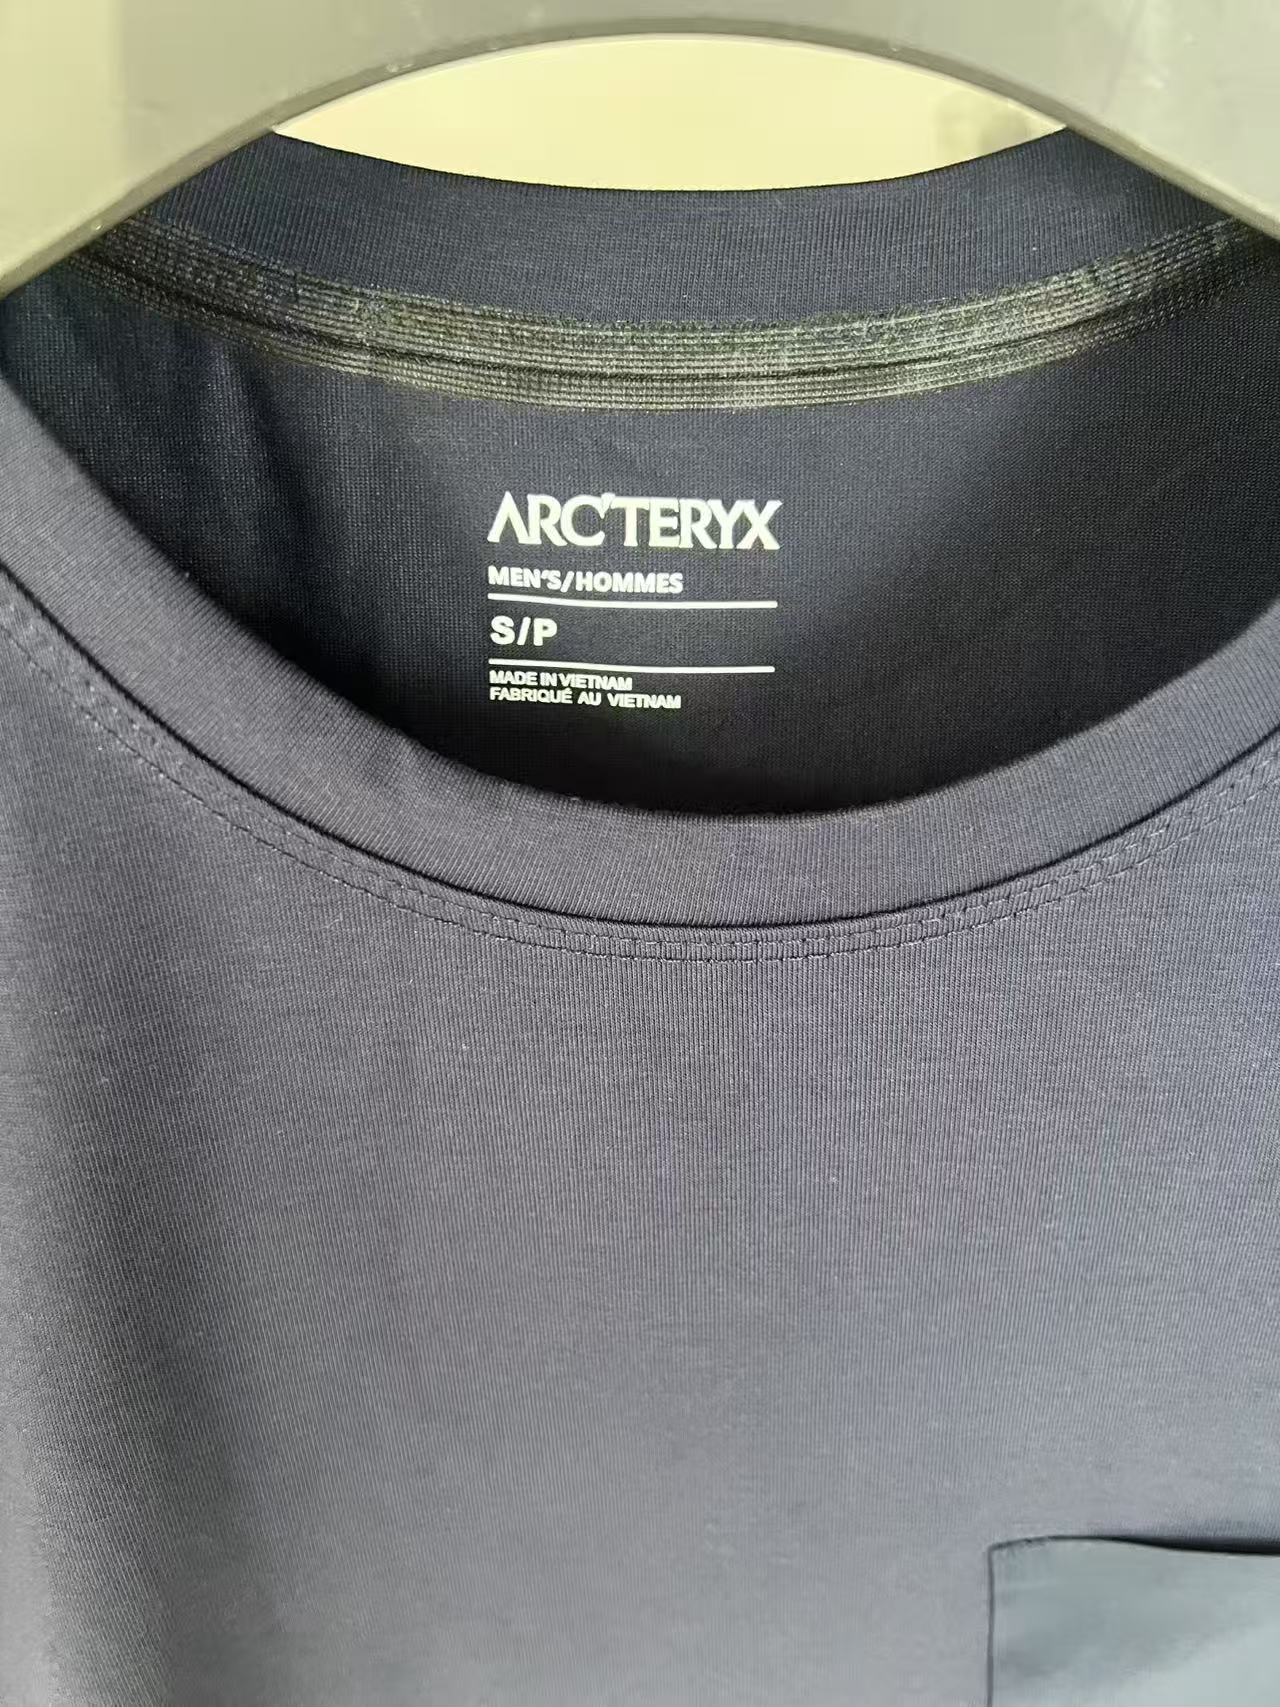 ARC'TERYX
MEN'S/HOMMES
S/P
MADE IN VIETNAM
FABRIQUÉ AU VIETNAM